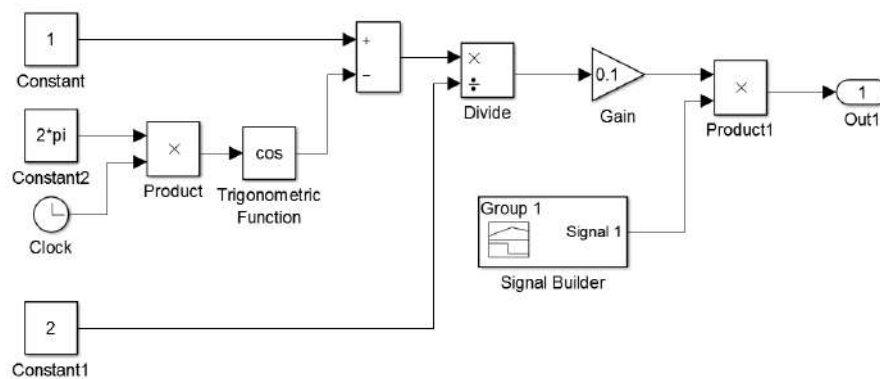 1
+
−
Constant
×
÷
Divide
0.1
Gain
×
Product1
1
Out1
2*pi
Constant2
×
Product
cos
Trigonometric
Function
Clock
Group 1
Signal 1
Signal Builder
2
Constant1